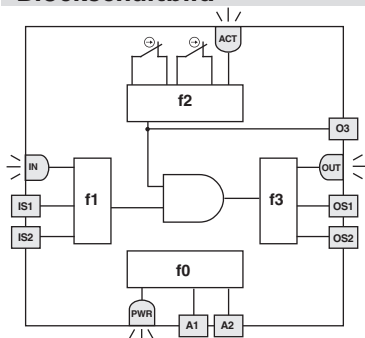 Blockschaltbild
ACT
f2
O3
IN
OUT
f1
f3
IS1
OS1
IS2
OS2
f0
PWR
A1
A2